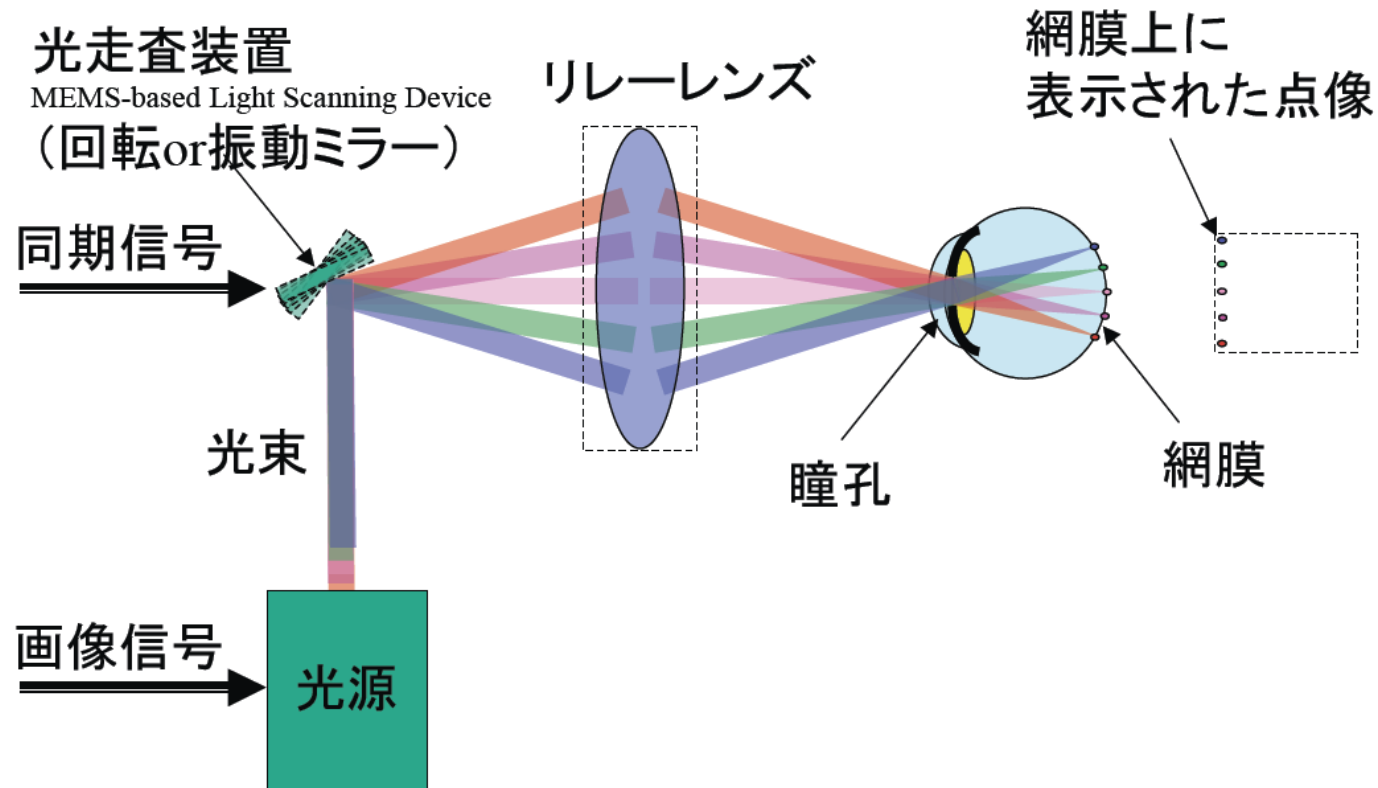 光走査装置
MEMS-based Light Scanning Device
（回転or振動ミラー）
リレーレンズ
網膜上に
表示された点像
同期信号
光束
瞳孔
網膜
画像信号
光源